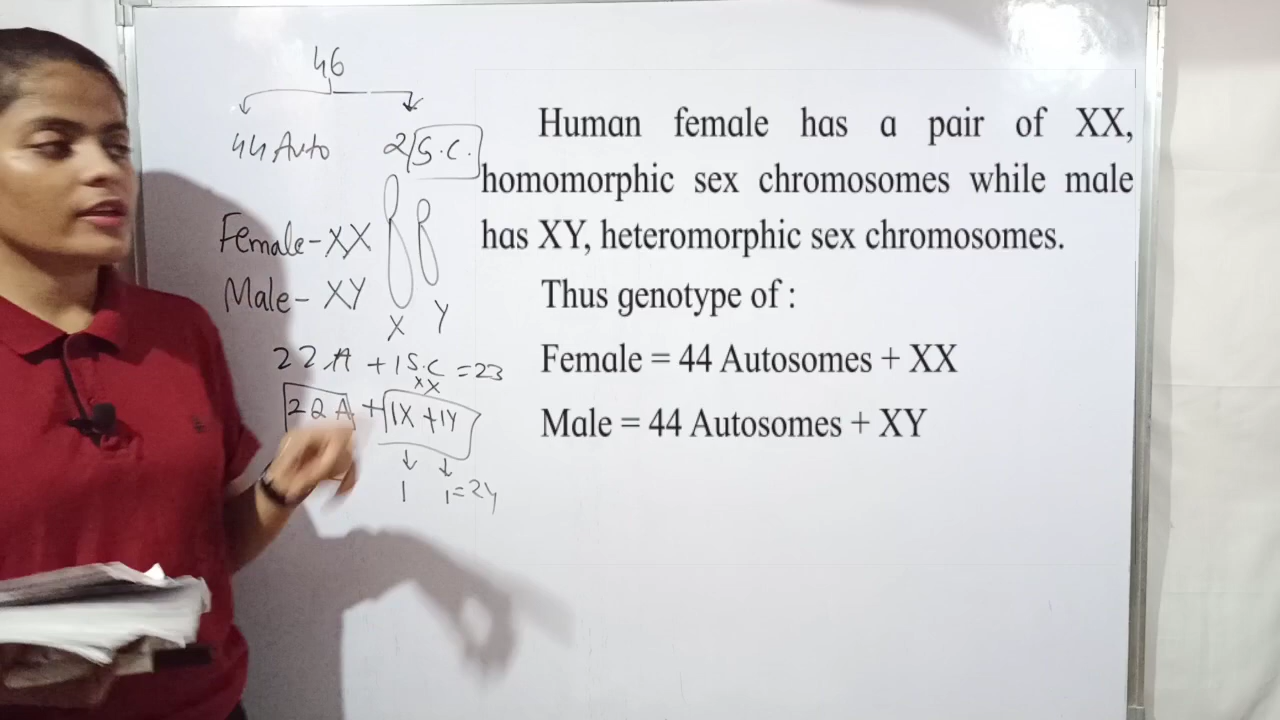 46
44 Auto 2 S.C.
Female - XX
Male - XY
X Y
22 A + 1 S.C = 23
XX
22 A + 1X + 1Y
1 1 = 24
Human female has a pair of XX,
homomorphic sex chromosomes while male
has XY, heteromorphic sex chromosomes.
Thus genotype of :
Female = 44 Autosomes + XX
Male = 44 Autosomes + XY